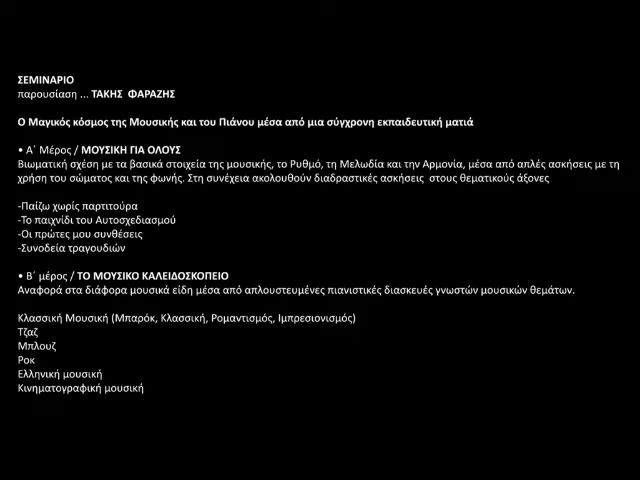 ΣΕΜΙΝΑΡΙΟ
παρουσίαση ... ΤΑΚΗΣ ΦΑΡΑΖΗΣ
Ο Μαγικός κόσμος της Μουσικής και του Πιάνου μέσα από μια σύγχρονη εκπαιδευτική ματιά
• Α΄ Μέρος / ΜΟΥΣΙΚΗ ΓΙΑ ΟΛΟΥΣ
Βιωματική σχέση με τα βασικά στοιχεία της μουσικής, το Ρυθμό, τη Μελωδία και την Αρμονία, μέσα από απλές ασκήσεις με τη
χρήση του σώματος και της φωνής. Στη συνέχεια ακολουθούν διαδραστικές ασκήσεις στους θεματικούς άξονες
-Παίζω χωρίς παρτιτούρα
-Το παιχνίδι του Αυτοσχεδιασμού
-Οι πρώτες μου συνθέσεις
-Συνοδεία τραγουδιών
• Β΄ μέρος / ΤΟ ΜΟΥΣΙΚΟ ΚΑΛΕΙΔΟΣΚΟΠΕΙΟ
Αναφορά στα διάφορα μουσικά είδη μέσα από απλουστευμένες πιανιστικές διασκευές γνωστών μουσικών θεμάτων.
Κλασσική Μουσική (Μπαρόκ, Κλασσική, Ρομαντισμός, Ιμπρεσιονισμός)
Τζαζ
Μπλουζ
Ροκ
Ελληνική μουσική
Κινηματογραφική μουσική